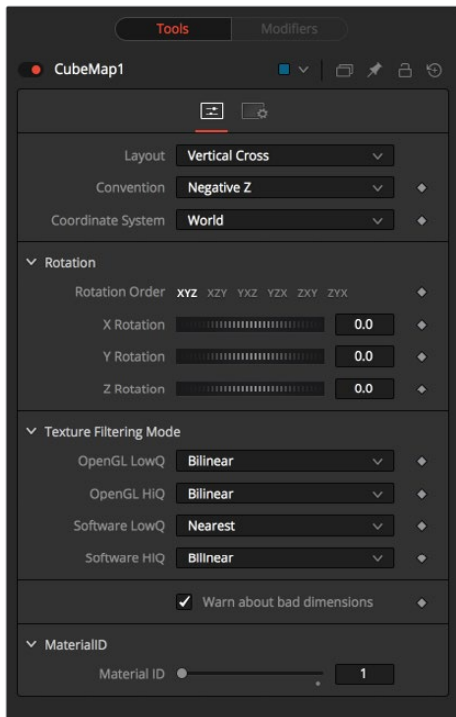 Tools Modifiers
CubeMap1
Layout Vertical Cross
Convention Negative Z
Coordinate System World
Rotation
Rotation Order XYZ XZY YXZ YZX ZXY ZYX
X Rotation 0.0
Y Rotation 0.0
Z Rotation 0.0
Texture Filtering Mode
OpenGL LowQ Bilinear
OpenGL HiQ Bilinear
Software LowQ Nearest
Software HiQ Bilinear
Warn about bad dimensions
MaterialID
Material ID 1